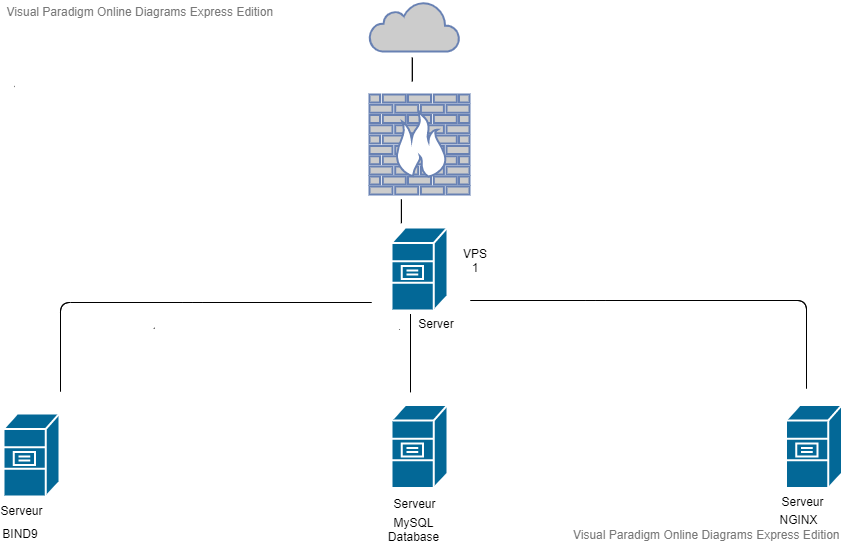 Visual Paradigm Online Diagrams Express Edition
VPS
1
Server
Serveur
BIND9
Serveur
MySQL
Database
Serveur
NGINX
Visual Paradigm Online Diagrams Express Edition